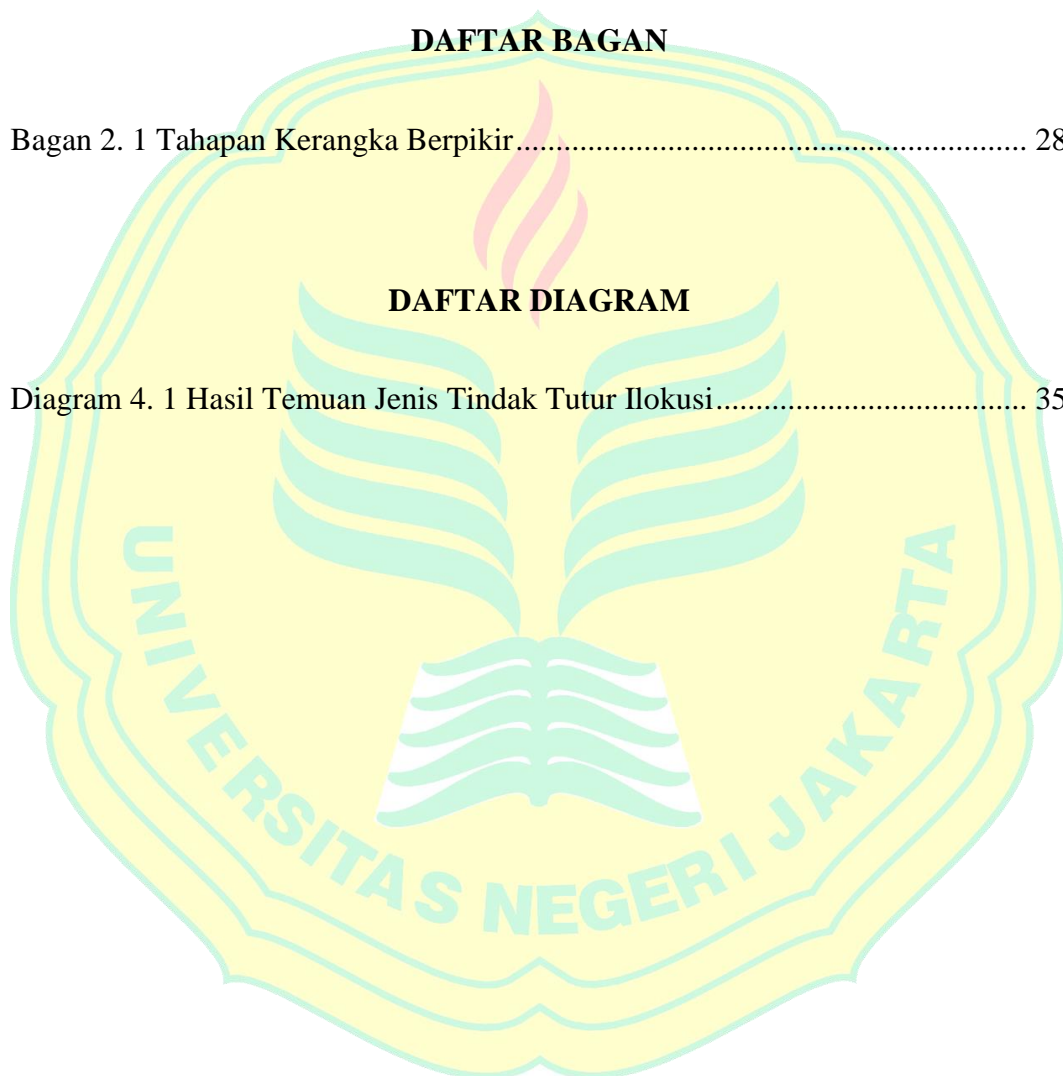 DAFTAR BAGAN
Bagan 2. 1 Tahapan Kerangka Berpikir............................................................... 28
DAFTAR DIAGRAM
Diagram 4. 1 Hasil Temuan Jenis Tindak Tutur Ilokusi................................... 35
UNIVERSITAS NEGERI JAKARTA